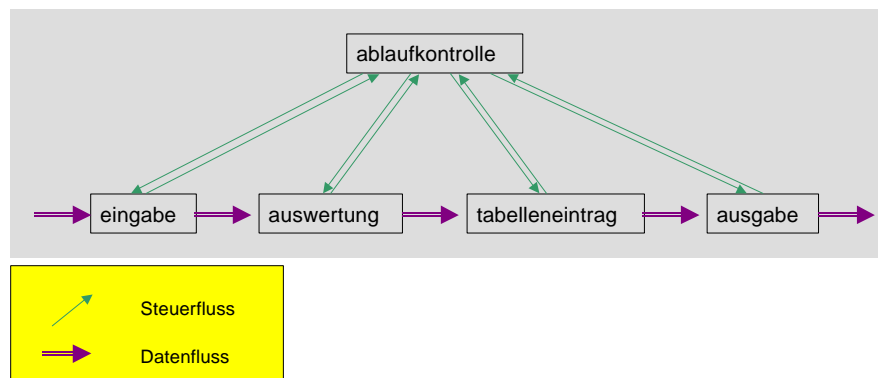 ablaufkontrolle
eingabe auswertung tabelleneintrag ausgabe
Steuerfluss
Datenfluss